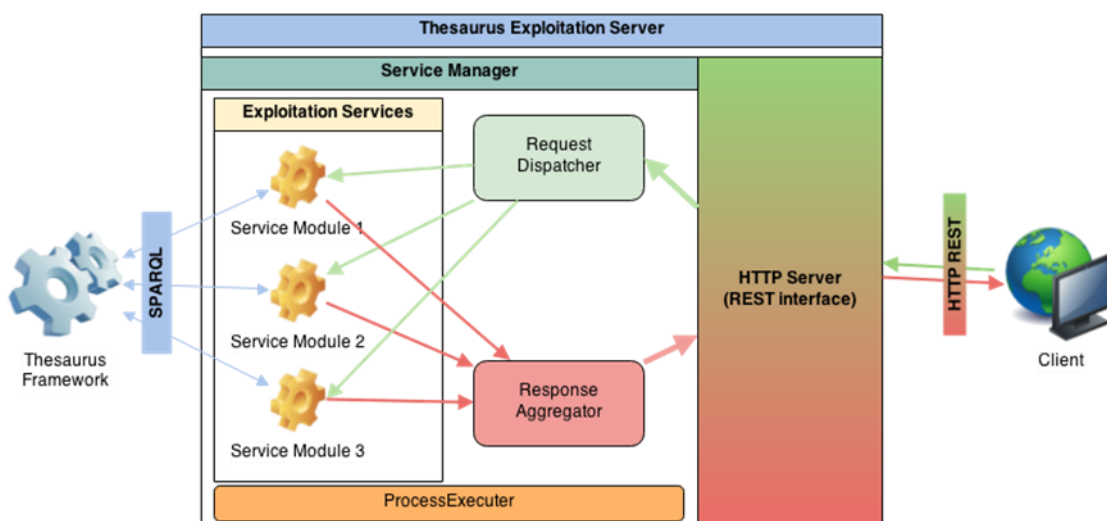 Thesaurus Exploitation Server
Service Manager
Exploitation Services
Request
Dispatcher
Service Module 1
SPARQL
HTTP Server
(REST interface)
HTTP REST
Service Module 2
Thesaurus
Framework
Client
Response
Aggregator
Service Module 3
ProcessExecuter